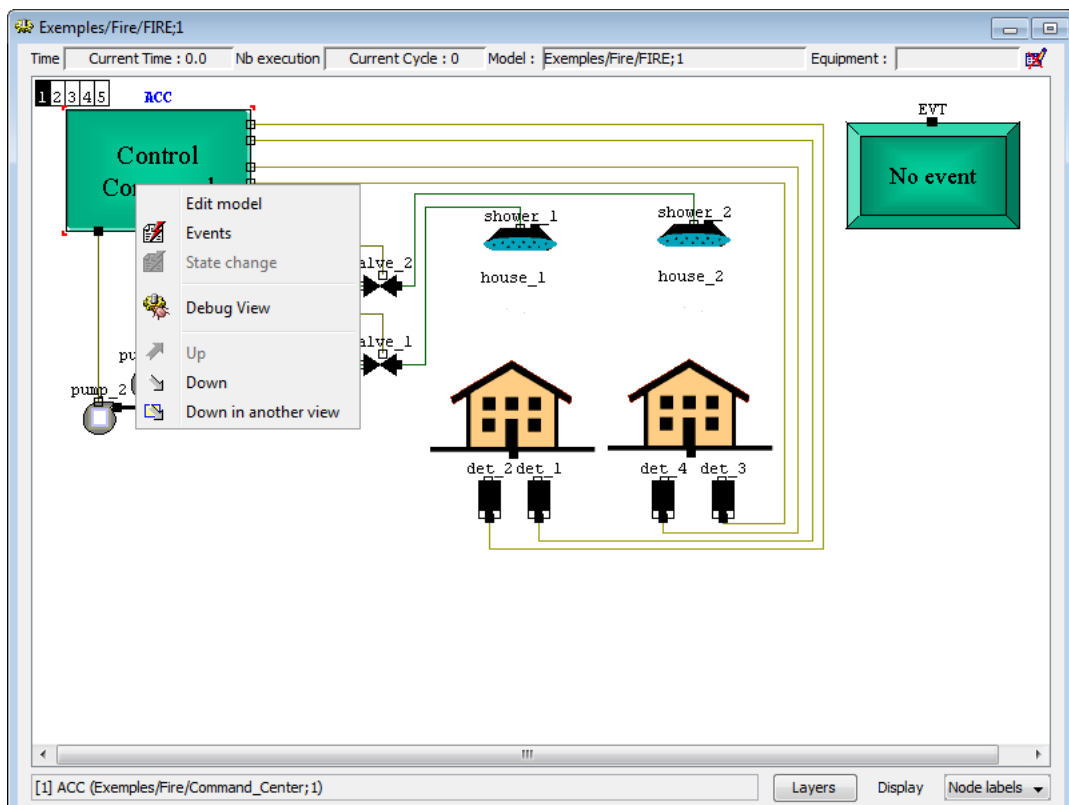 Exemples/Fire/FIRE;1
Time Current Time : 0.0 Nb execution Current Cycle : 0 Model : Exemples/Fire/FIRE;1 Equipment :
1 2 3 4 5 ACC
EVT
Control
No event
Edit model
Events
State change
Debug View
Up
Down
Down in another view
shower_1
shower_2
house_1
house_2
alve_2
alve_1
pu
pump_2
det_2 det_1
det_4 det_3
[1] ACC (Exemples/Fire/Command_Center;1) Layers Display Node labels